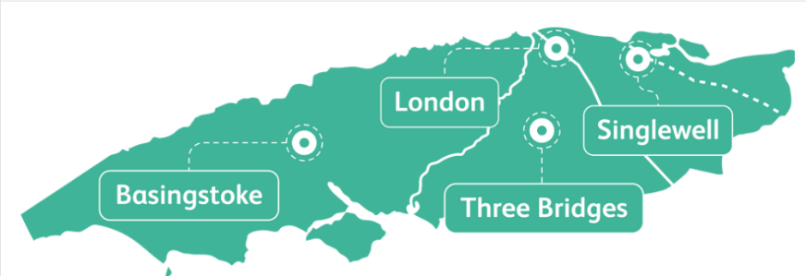 London
Singlewell
Basingstoke
Three Bridges